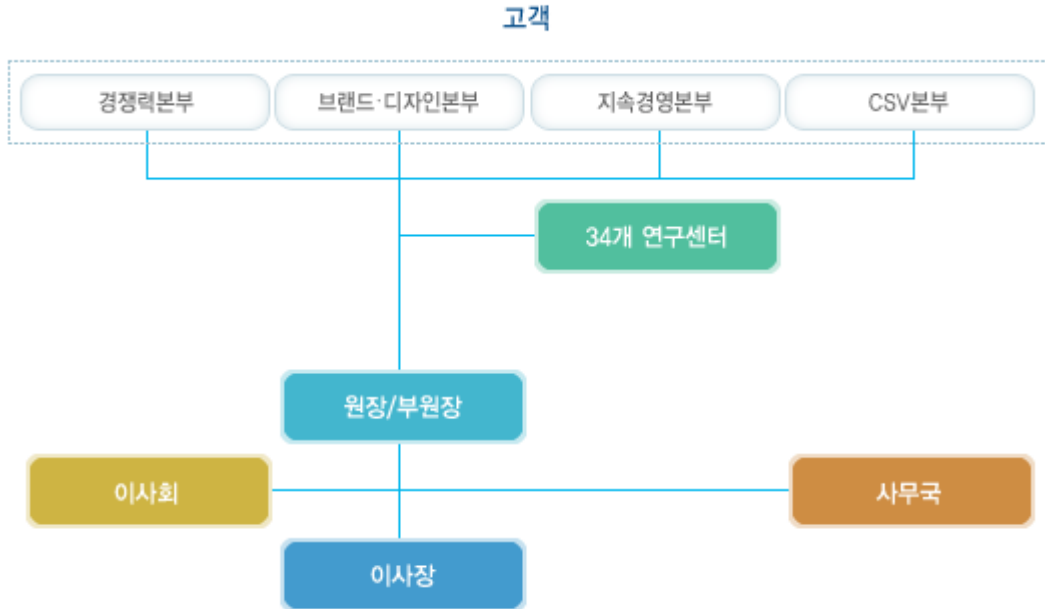 고객
경쟁력본부
브랜드·디자인본부
지속경영본부
CSV본부
34개 연구센터
원장/부원장
이사회
사무국
이사장